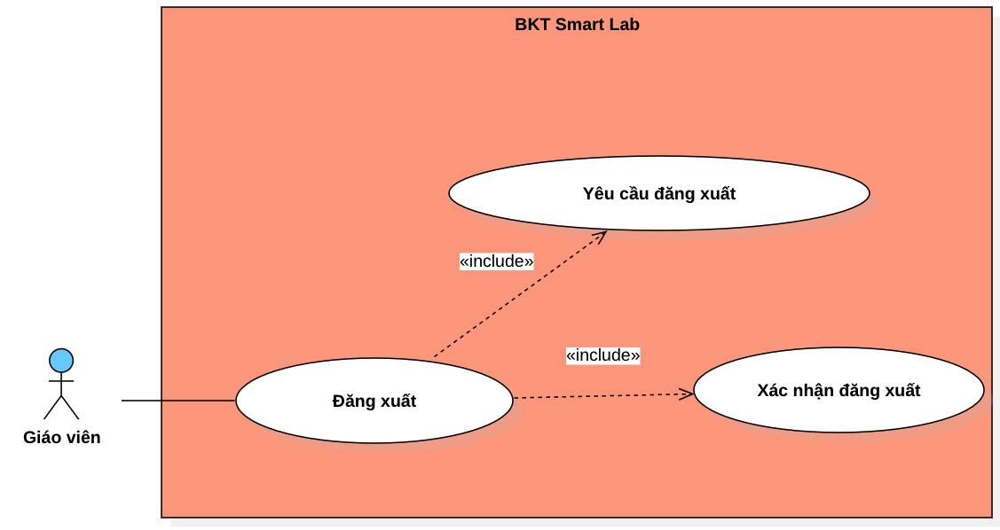 BKT Smart Lab
Yêu cầu đăng xuất
«include»
«include»
Đăng xuất
Xác nhận đăng xuất
Giáo viên